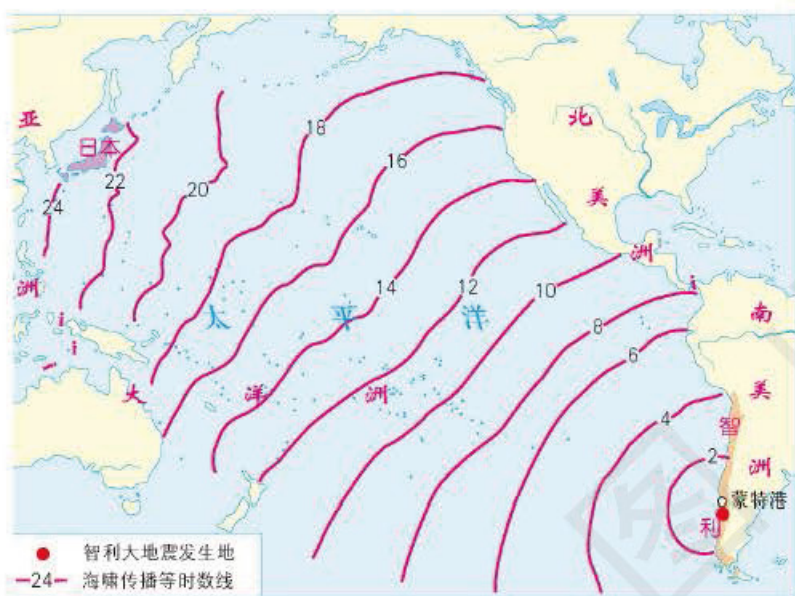 18
亚
北
日本
16
22
20
24
美
洲
洲
14
12
10
太 平 洋
8
南
6
大 洋 洲
美
4
智
2
洲
蒙特港
利
智利大地震发生地
24 海啸传播等时数线